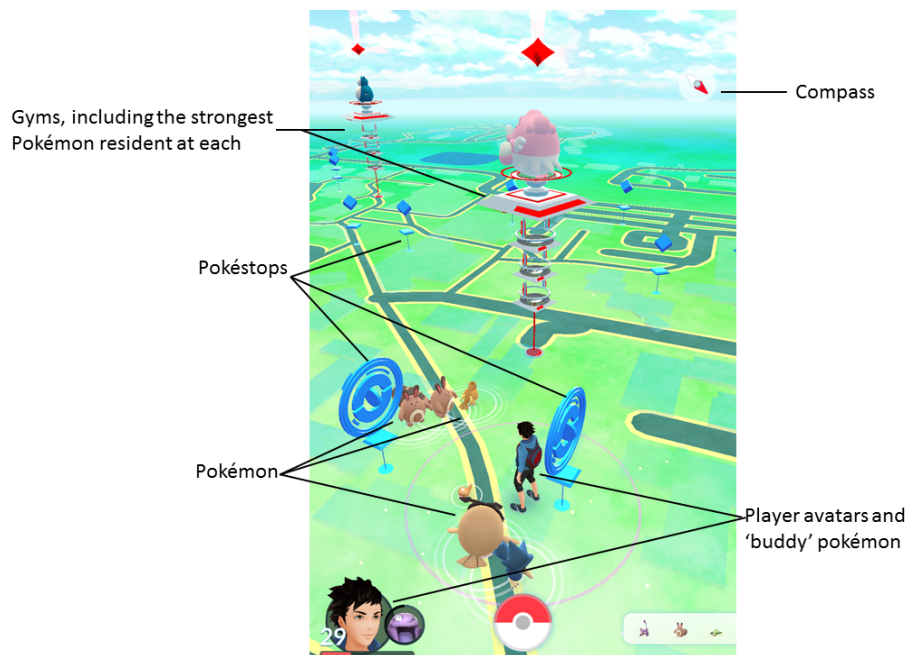 Compass
Gyms, including the strongest
Pokémon resident at each
Pokéstops
Pokémon
Player avatars and
‘buddy’ pokémon
29